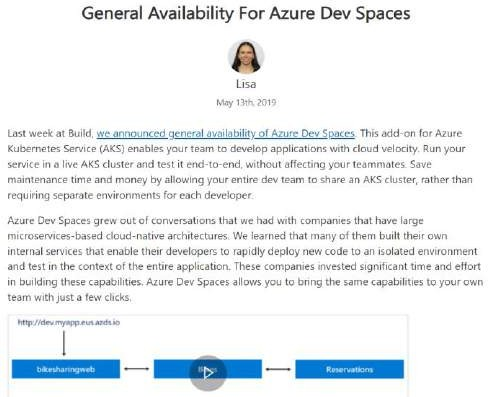 General Availability For Azure Dev Spaces
Lisa
May 13th, 2019
Last week at Build, we announced general availability of Azure Dev Spaces. This add-on for Azure
Kubernetes Service (AKS) enables your team to develop applications with cloud velocity. Run your
service in a live AKS cluster and test it end-to-end, without affecting your teammates. Save
maintenance time and money by allowing your entire dev team to share an AKS cluster, rather than
requiring separate environments for each developer.
Azure Dev Spaces grew out of conversations that we had with companies that have large
microservices-based cloud-native architectures. We learned that many of them built their own
internal services that enable their developers to rapidly deploy new code to an isolated environment
and test in the context of the entire application. These companies invested significant time and effort
in building these capabilities. Azure Dev Spaces allows you to bring the same capabilities to your own
team with just a few clicks.
http://dev.myapp.eus.azds.io
bikesharingweb
Reservations